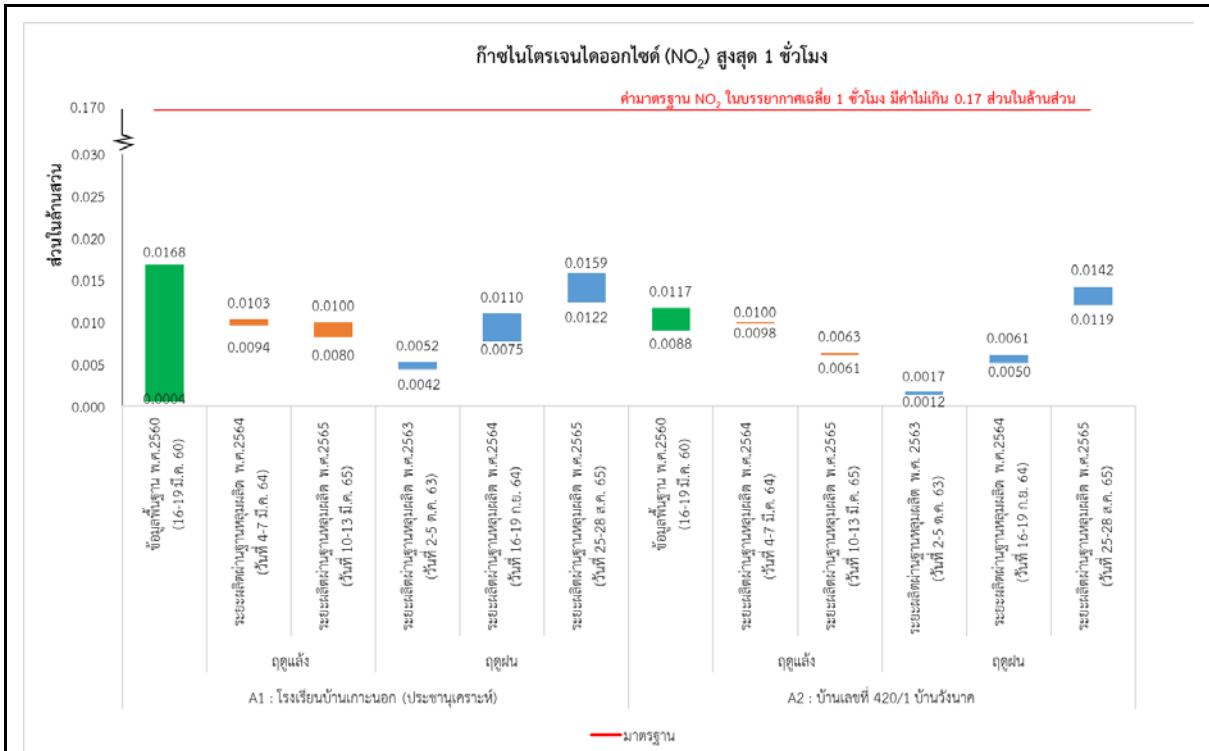 ก๊าซไนโตรเจนไดออกไซด์ (NO₂) สูงสุด 1 ชั่วโมง
ค่ามาตรฐาน NO₂ ในบรรยากาศเฉลี่ย 1 ชั่วโมง มีค่าไม่เกิน 0.17 ส่วนในล้านส่วน
ส่วนในล้านสว่น
0.170
0.030
0.025
0.020
0.015
0.010
0.005
0.000
0.0168
0.0004
0.0103
0.0094
0.0100
0.0080
0.0052
0.0042
0.0110
0.0075
0.0159
0.0122
0.0117
0.0088
0.0100
0.0098
0.0063
0.0061
0.0017
0.0012
0.0061
0.0050
0.0142
0.0119
ข้อมูลพื้นฐาน พ.ศ.2560
(16-19 มี.ค. 60)
ระยะผลิตผ่านฐานหลุมผลิต พ.ศ.2564
(วันที่ 4-7 มี.ค. 64)
ระยะผลิตผ่านฐานหลุมผลิต พ.ศ.2565
(วันที่ 10-13 มี.ค. 65)
ระยะผลิตผ่านฐานหลุมผลิต พ.ศ.2563
(วันที่ 2-5 ต.ค. 63)
ระยะผลิตผ่านฐานหลุมผลิต พ.ศ.2564
(วันที่ 16-19 ก.ย. 64)
ระยะผลิตผ่านฐานหลุมผลิต พ.ศ.2565
(วันที่ 25-28 ส.ค. 65)
ข้อมูลพื้นฐาน พ.ศ.2560
(16-19 มี.ค. 60)
ระยะผลิตผ่านฐานหลุมผลิต พ.ศ.2564
(วันที่ 4-7 มี.ค. 64)
ระยะผลิตผ่านฐานหลุมผลิต พ.ศ.2565
(วันที่ 10-13 มี.ค. 65)
ระยะผลิตผ่านฐานหลุมผลิต พ.ศ. 2563
(วันที่ 2-5 ต.ค. 63)
ระยะผลิตผ่านฐานหลุมผลิต พ.ศ.2564
(วันที่ 16-19 ก.ย. 64)
ระยะผลิตผ่านฐานหลุมผลิต พ.ศ.2565
(วันที่ 25-28 ส.ค. 65)
ฤดูแล้ง
ฤดูฝน
ฤดูแล้ง
ฤดูฝน
A1 : โรงเรียนบ้านเกาะนอก (ประชานุเคราะห์)
A2 : บ้านเลขที่ 420/1 บ้านวังนาค
มาตรฐาน